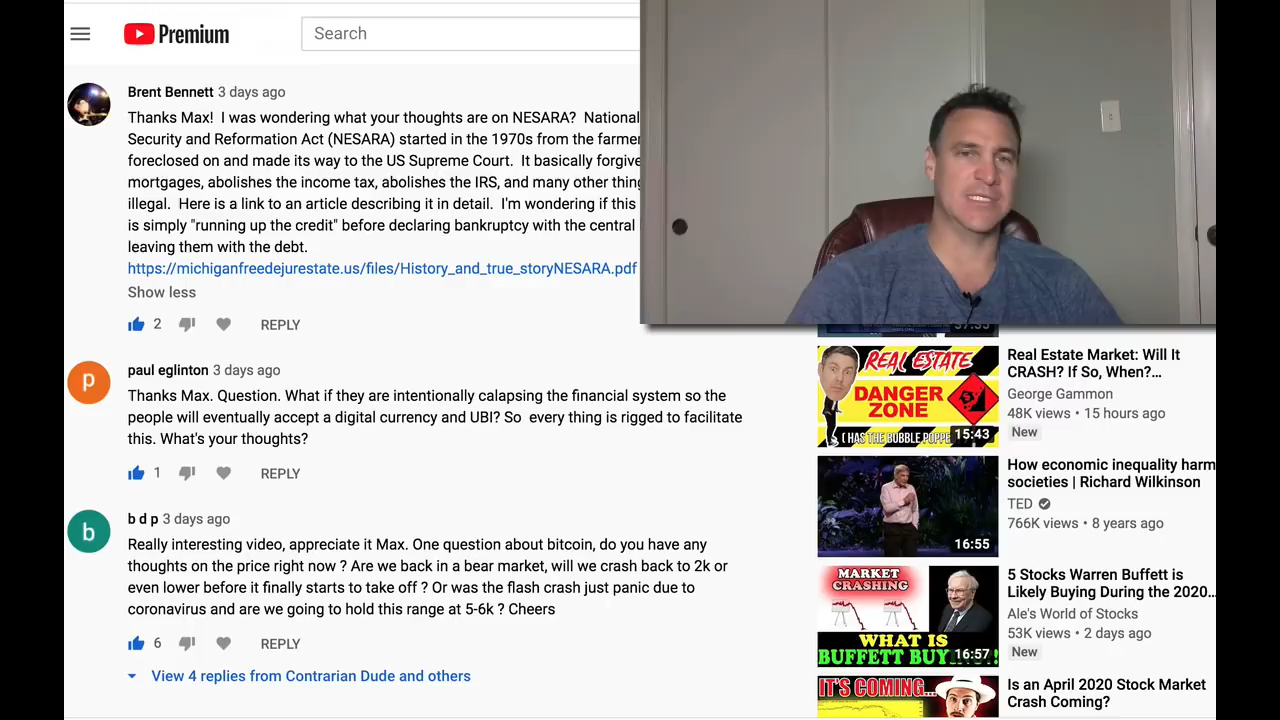 Premium
Search
Brent Bennett 3 days ago
Thanks Max! I was wondering what your thoughts are on NESARA? National
Security and Reformation Act (NESARA) started in the 1970s from the farmer
foreclosed on and made its way to the US Supreme Court. It basically forgive
mortgages, abolishes the income tax, abolishes the IRS, and many other thing
illegal. Here is a link to an article describing it in detail. I'm wondering if this
is simply "running up the credit" before declaring bankruptcy with the central
leaving them with the debt.
https://michiganfreedejurestate.us/files/History_and_true_storyNESARA.pdf
Show less
2 REPLY
p
paul eglinton 3 days ago
Thanks Max. Question. What if they are intentionally calapsing the financial system so the
people will eventually accept a digital currency and UBI? So every thing is rigged to facilitate
this. What's your thoughts?
1 REPLY
b
b d p 3 days ago
Really interesting video, appreciate it Max. One question about bitcoin, do you have any
thoughts on the price right now ? Are we back in a bear market, will we crash back to 2k or
even lower before it finally starts to take off ? Or was the flash crash just panic due to
coronavirus and are we going to hold this range at 5-6k ? Cheers
6 REPLY
View 4 replies from Contrarian Dude and others
REAL ESTATE
DANGER
ZONE
( HAS THE BUBBLE POPPE
15:43
Real Estate Market: Will It
CRASH? If So, When?...
George Gammon
48K views • 15 hours ago
New
16:55
How economic inequality harm
societies | Richard Wilkinson
TED
766K views • 8 years ago
MARKET
CRASHING
WHAT IS
BUFFETT BUY
16:57
5 Stocks Warren Buffett is
Likely Buying During the 2020...
Ale's World of Stocks
53K views • 2 days ago
New
IT'S COMING...
Is an April 2020 Stock Market
Crash Coming?